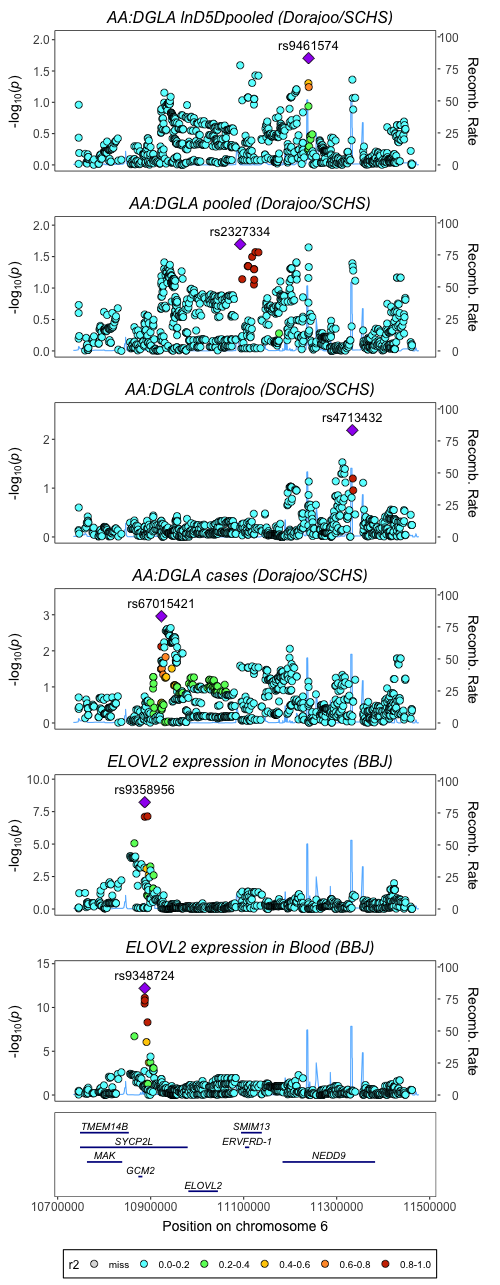 AA:DGLA lnD5Dpooled (Dorajoo/SCHS)
rs9461574
2.0
1.5
1.0
0.5
0.0
-log10(p)
100
75
50
25
0
Recomb. Rate
AA:DGLA pooled (Dorajoo/SCHS)
rs2327334
2.0
1.5
1.0
0.5
0.0
-log10(p)
100
75
50
25
0
Recomb. Rate
AA:DGLA controls (Dorajoo/SCHS)
rs4713432
2
1
0
-log10(p)
100
75
50
25
0
Recomb. Rate
AA:DGLA cases (Dorajoo/SCHS)
rs67015421
3
2
1
0
-log10(p)
100
75
50
25
0
Recomb. Rate
ELOVL2 expression in Monocytes (BBJ)
rs9358956
10.0
7.5
5.0
2.5
0.0
-log10(p)
100
75
50
25
0
Recomb. Rate
ELOVL2 expression in Blood (BBJ)
rs9348724
15
10
5
0
-log10(p)
100
75
50
25
0
Recomb. Rate
TMEM14B SMIM13
SYCP2L ERVFRD-1
MAK NEDD9
GCM2
ELOVL2
10700000 10900000 11100000 11300000 11500000
Position on chromosome 6
r2 miss 0.0-0.2 0.2-0.4 0.4-0.6 0.6-0.8 0.8-1.0